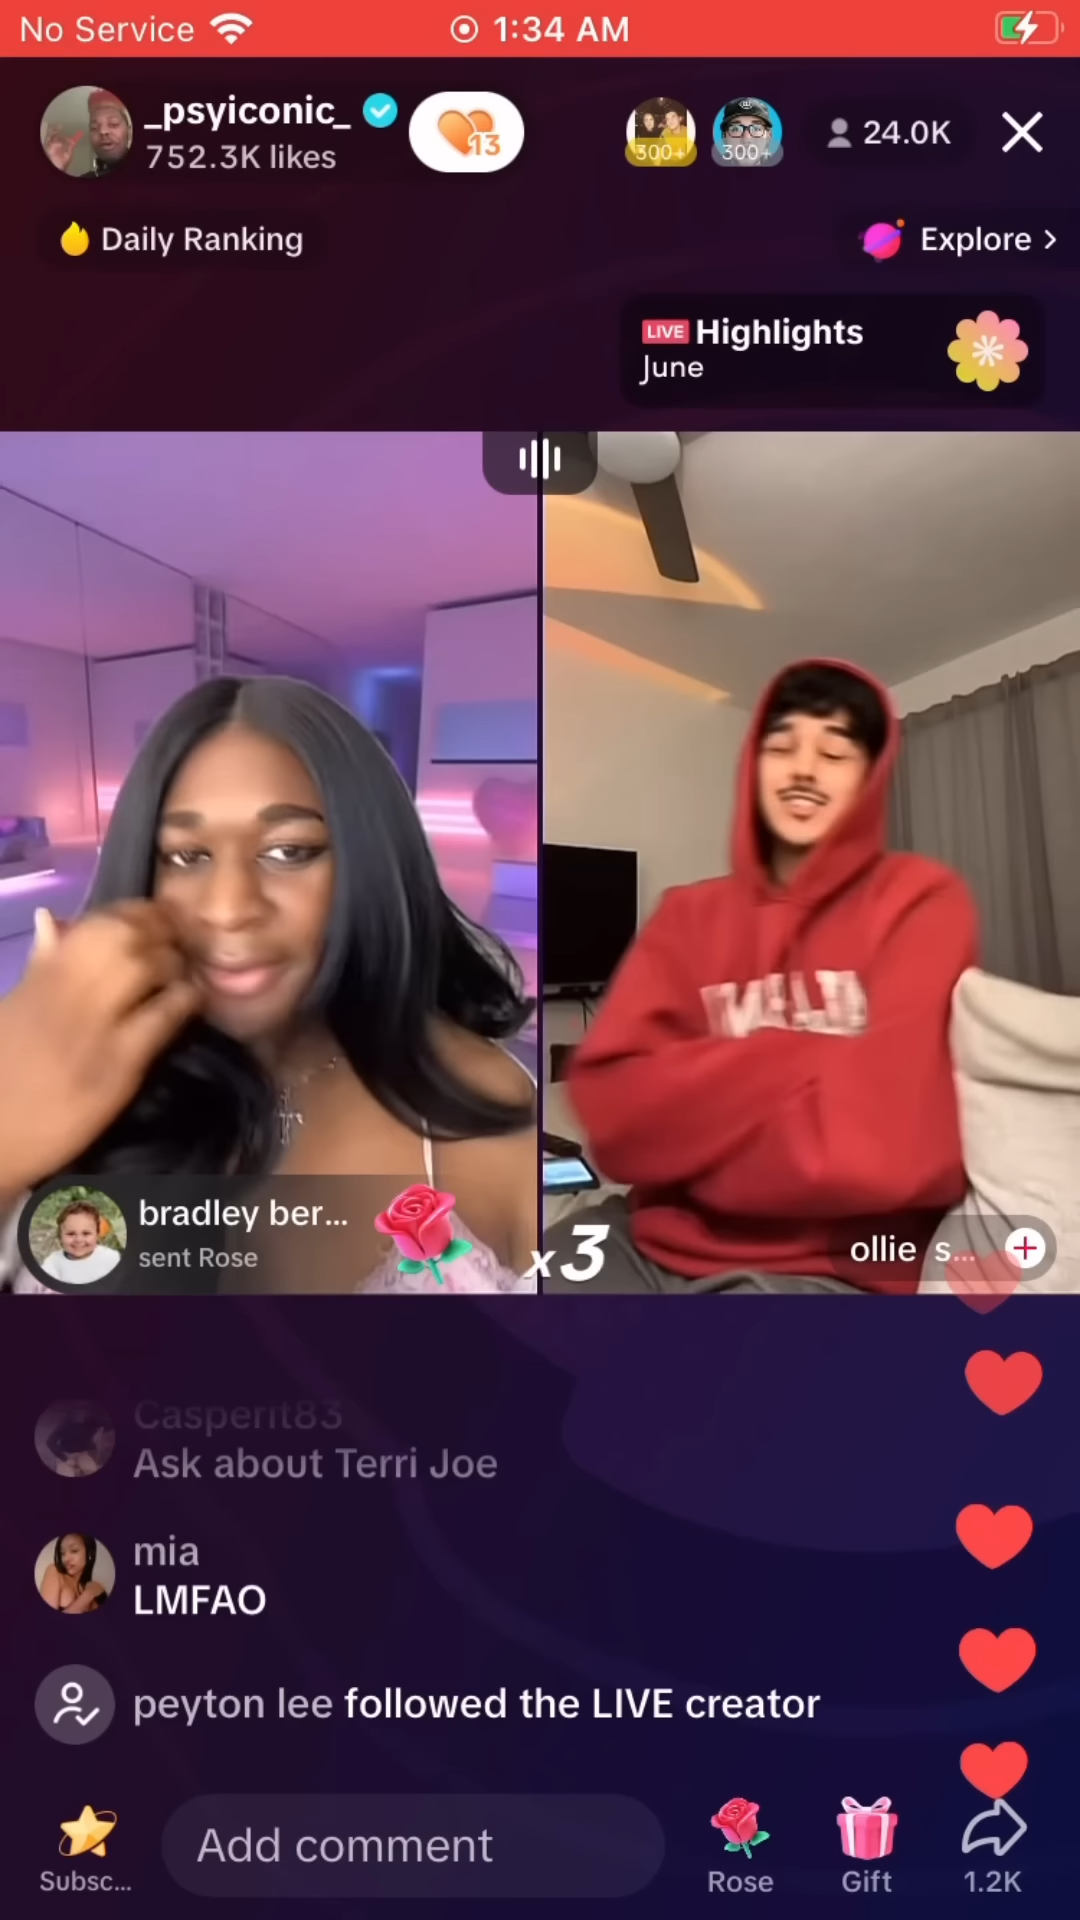 No Service
1:34 AM
_psyiconic_
752.3K likes
13
300+
300+
24.0K
Daily Ranking
Explore >
LIVE Highlights
June
bradley ber...
sent Rose
x3
ollie s...
Casperit83
Ask about Terri Joe
mia
LMFAO
peyton lee followed the LIVE creator
Subsc...
Add comment
Rose
Gift
1.2K